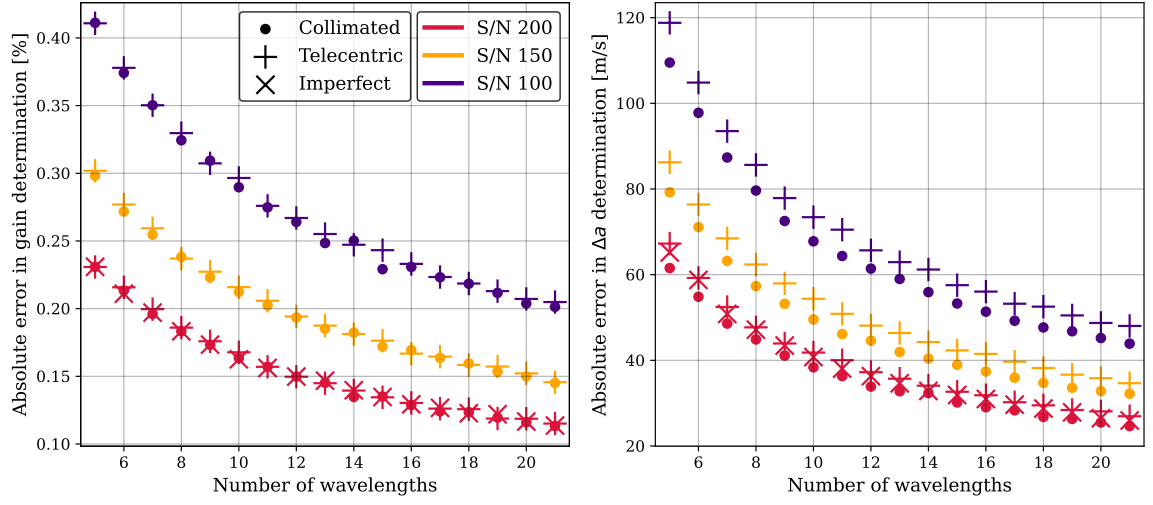 Absolute error in gain determination [%]
0.40
0.35
0.30
0.25
0.20
0.15
0.10
Collimated
Telecentric
Imperfect
S/N 200
S/N 150
S/N 100
6 8 10 12 14 16 18 20
Number of wavelengths
Absolute error in Δa determination [m/s]
120
100
80
60
40
20
6 8 10 12 14 16 18 20
Number of wavelengths